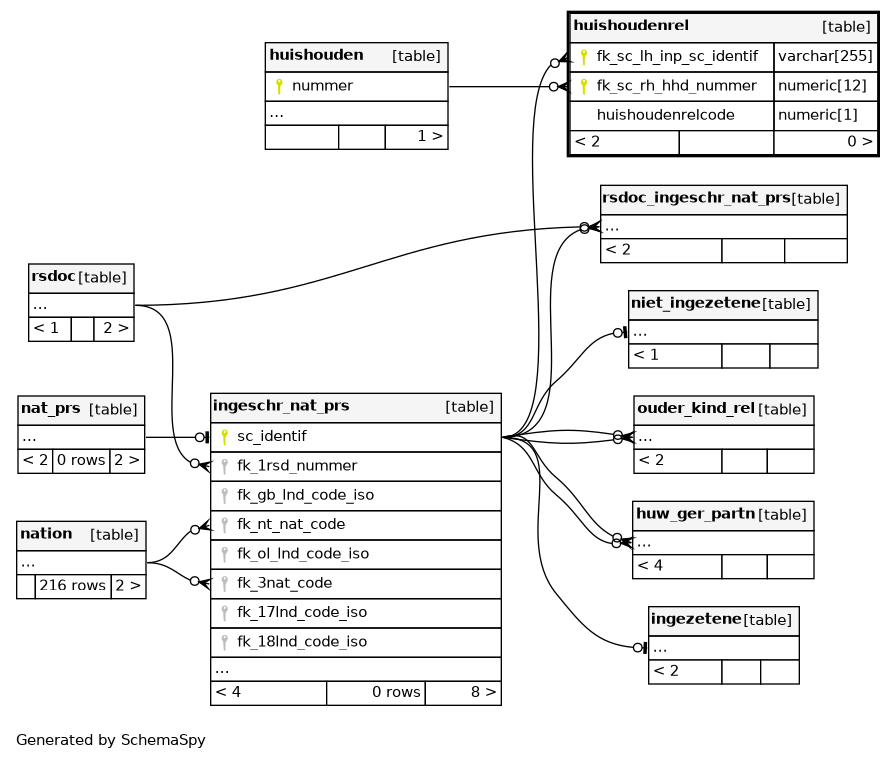 huishoudenrel [table]
fk_sc_lh_inp_sc_identif varchar[255]
fk_sc_rh_hhd_nummer numeric[12]
huishoudenrelcode numeric[1]
< 2 0 >
huishouden [table]
nummer
...
1 >
rsdoc_ingeschr_nat_prs [table]
...
< 2
rsdoc [table]
...
< 1 2 >
niet_ingezetene [table]
...
< 1
nat_prs [table]
...
< 2 0 rows 2 >
ingeschr_nat_prs [table]
sc_identif
fk_1rsd_nummer
fk_gb_lnd_code_iso
fk_nt_nat_code
fk_ol_lnd_code_iso
fk_3nat_code
fk_17lnd_code_iso
fk_18lnd_code_iso
...
< 4 0 rows 8 >
ouder_kind_rel [table]
...
< 2
nation [table]
...
216 rows 2 >
huw_ger_partn [table]
...
< 4
ingezetene [table]
...
< 2
Generated by SchemaSpy